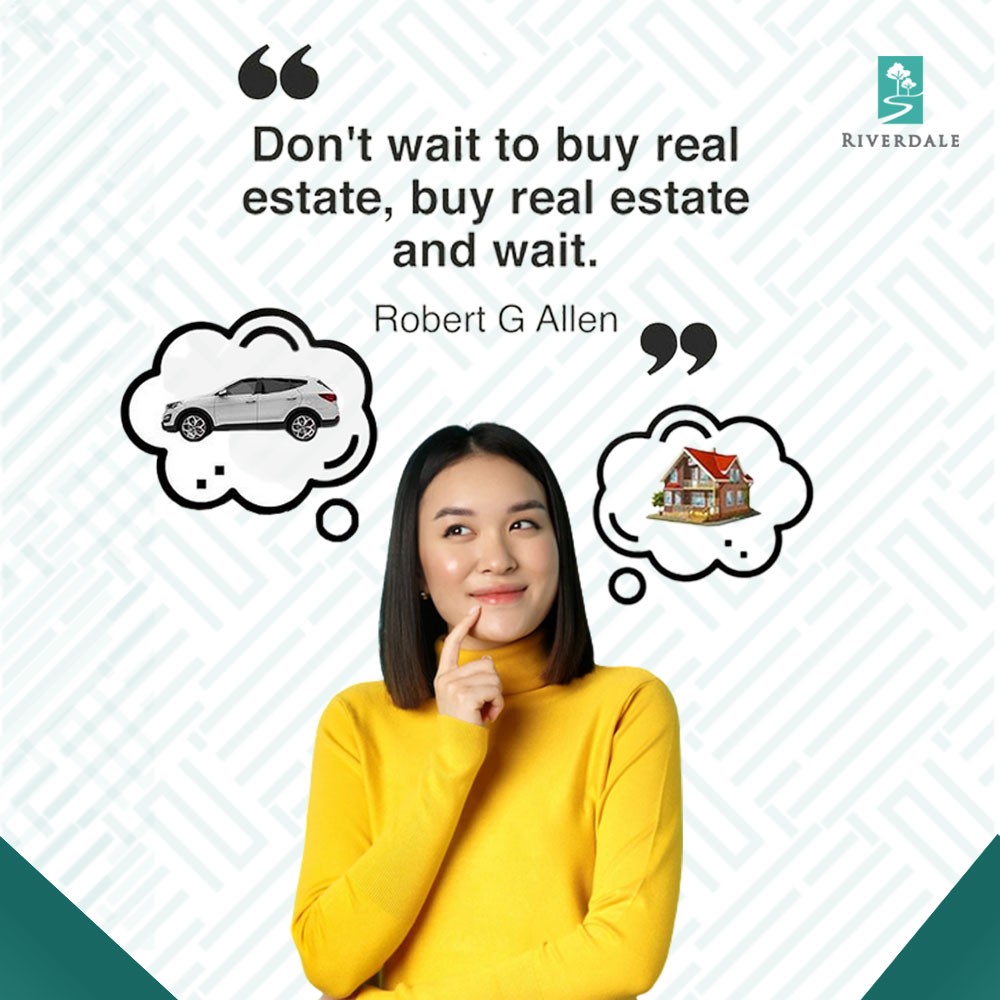 RIVERDALE
Don't wait to buy real
estate, buy real estate
and wait.
Robert G Allen